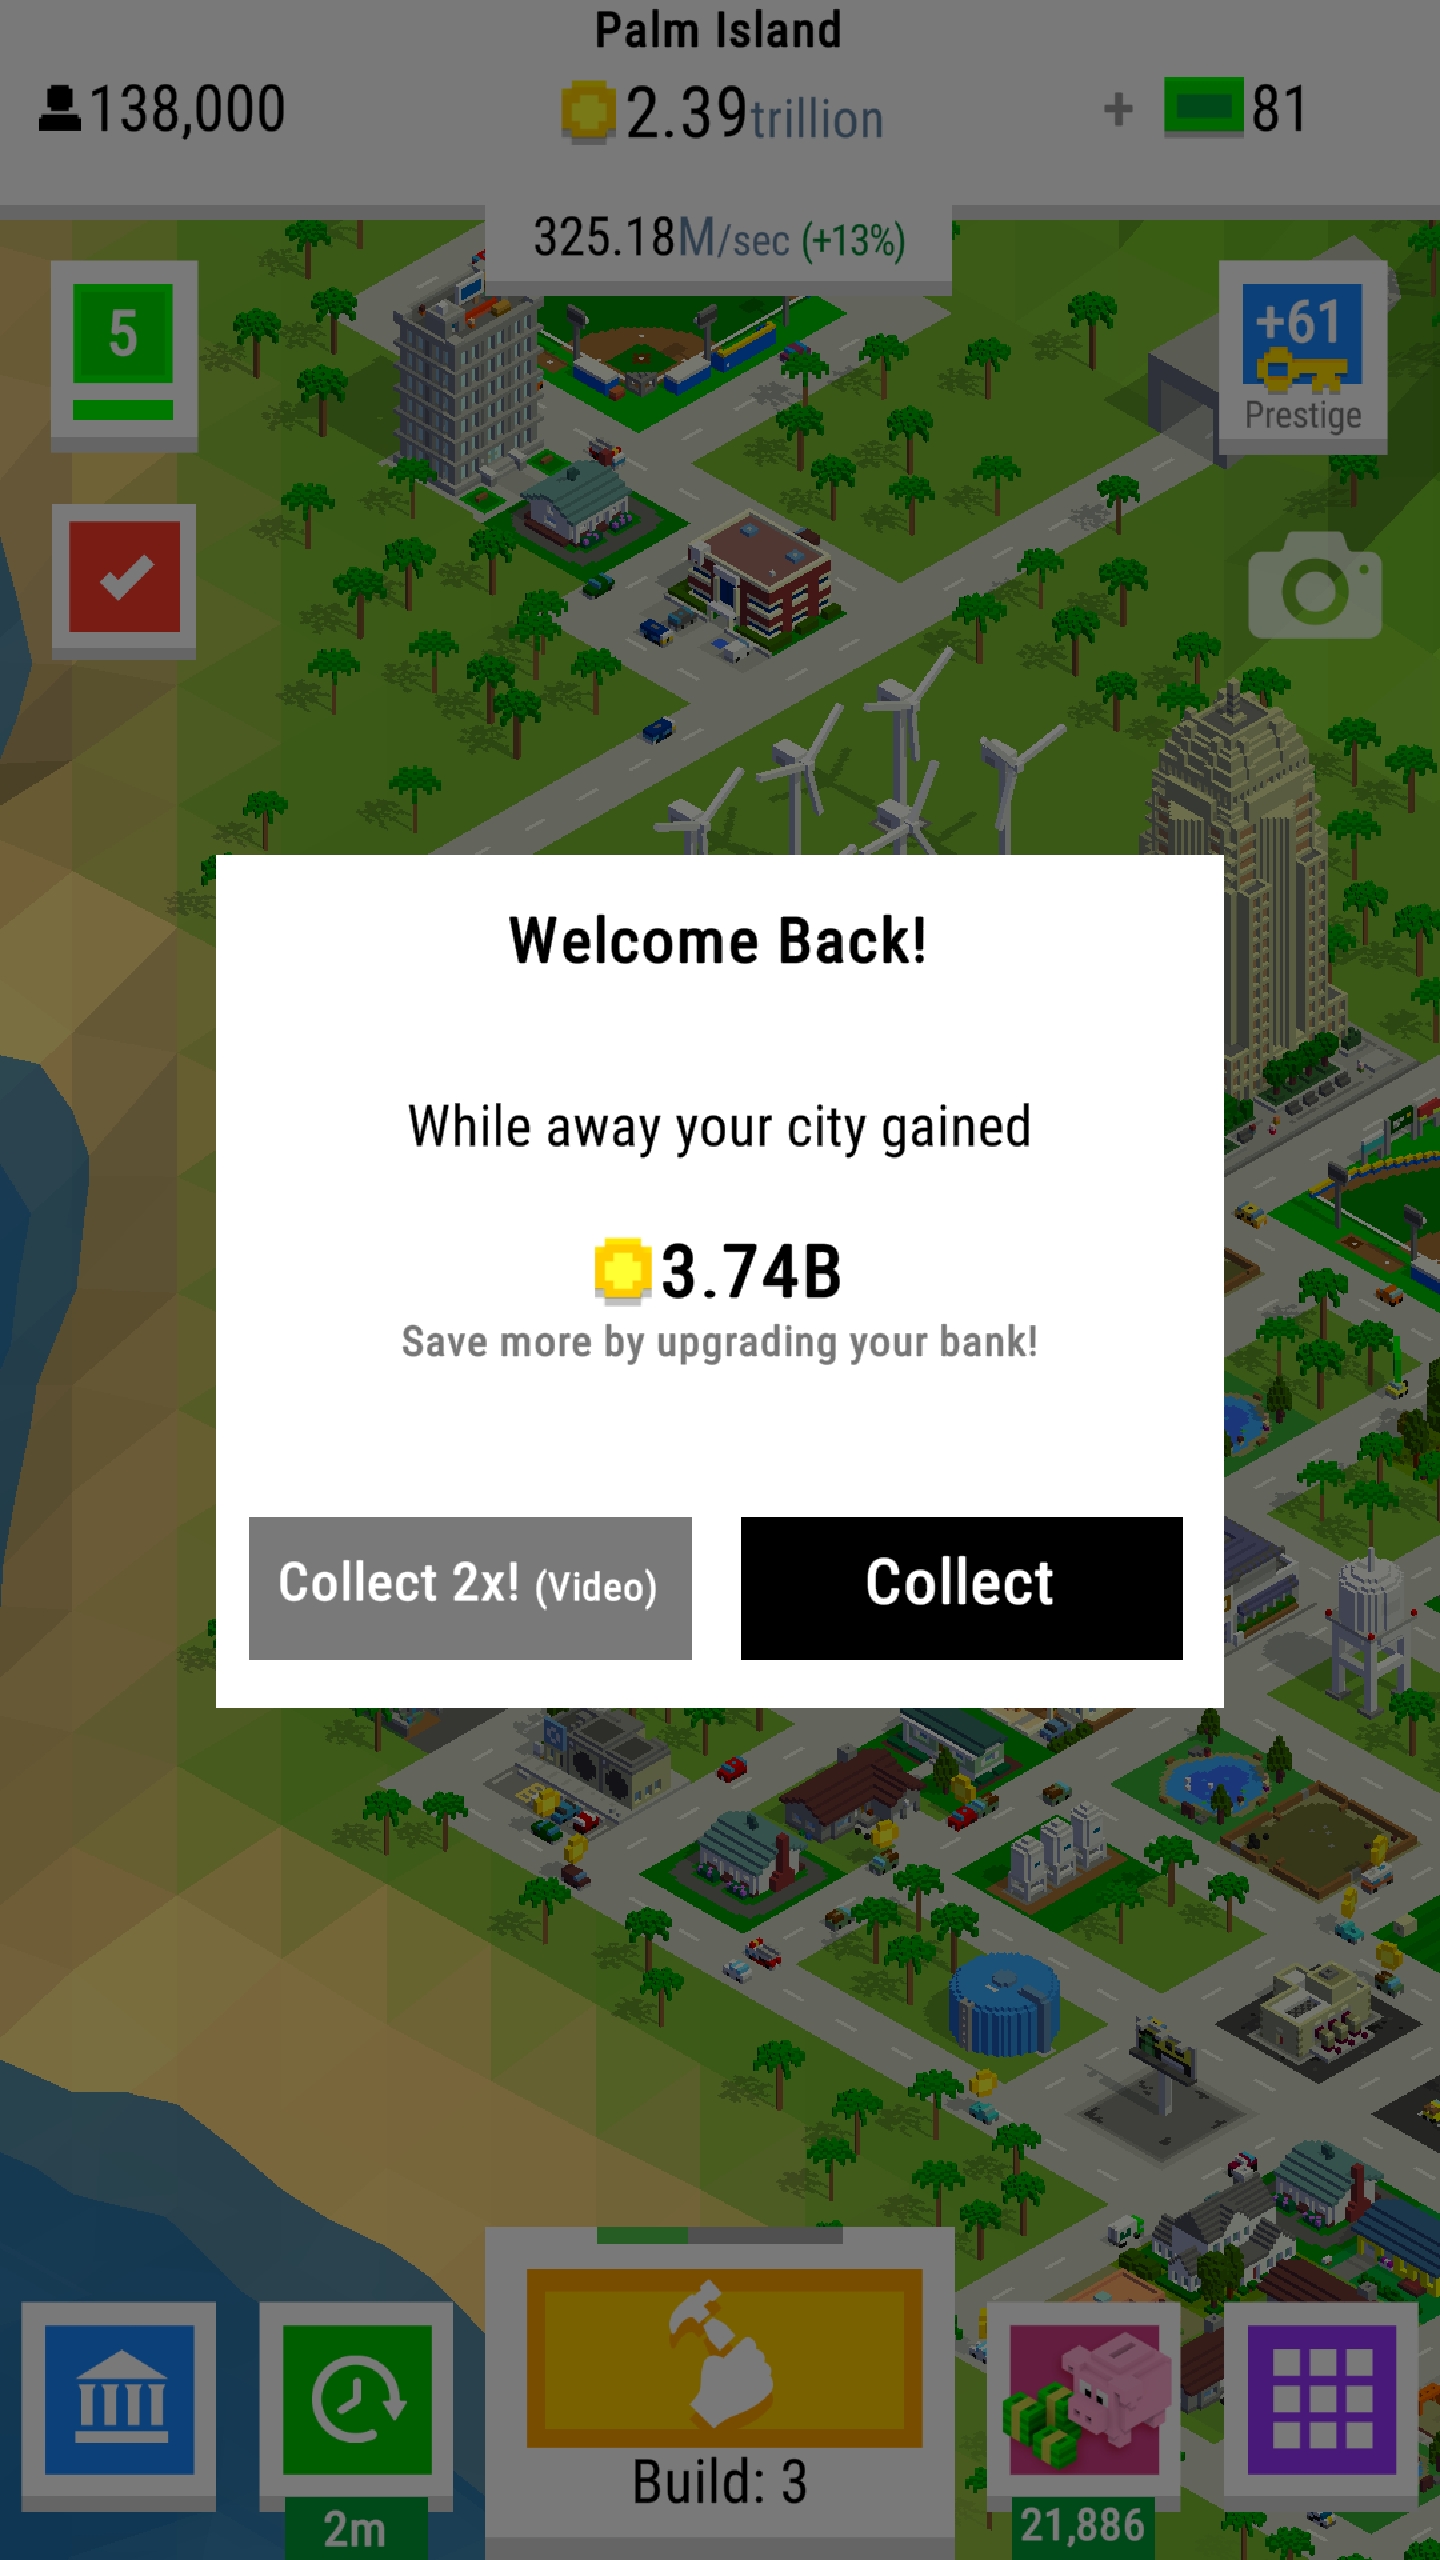 Palm Island
138,000
2.39trillion
+ 81
325.18M/sec (+13%)
5
+61
Prestige
Welcome Back!
While away your city gained
3.74B
Save more by upgrading your bank!
Collect 2x! (Video)
Collect
Build: 3
2m
21,886